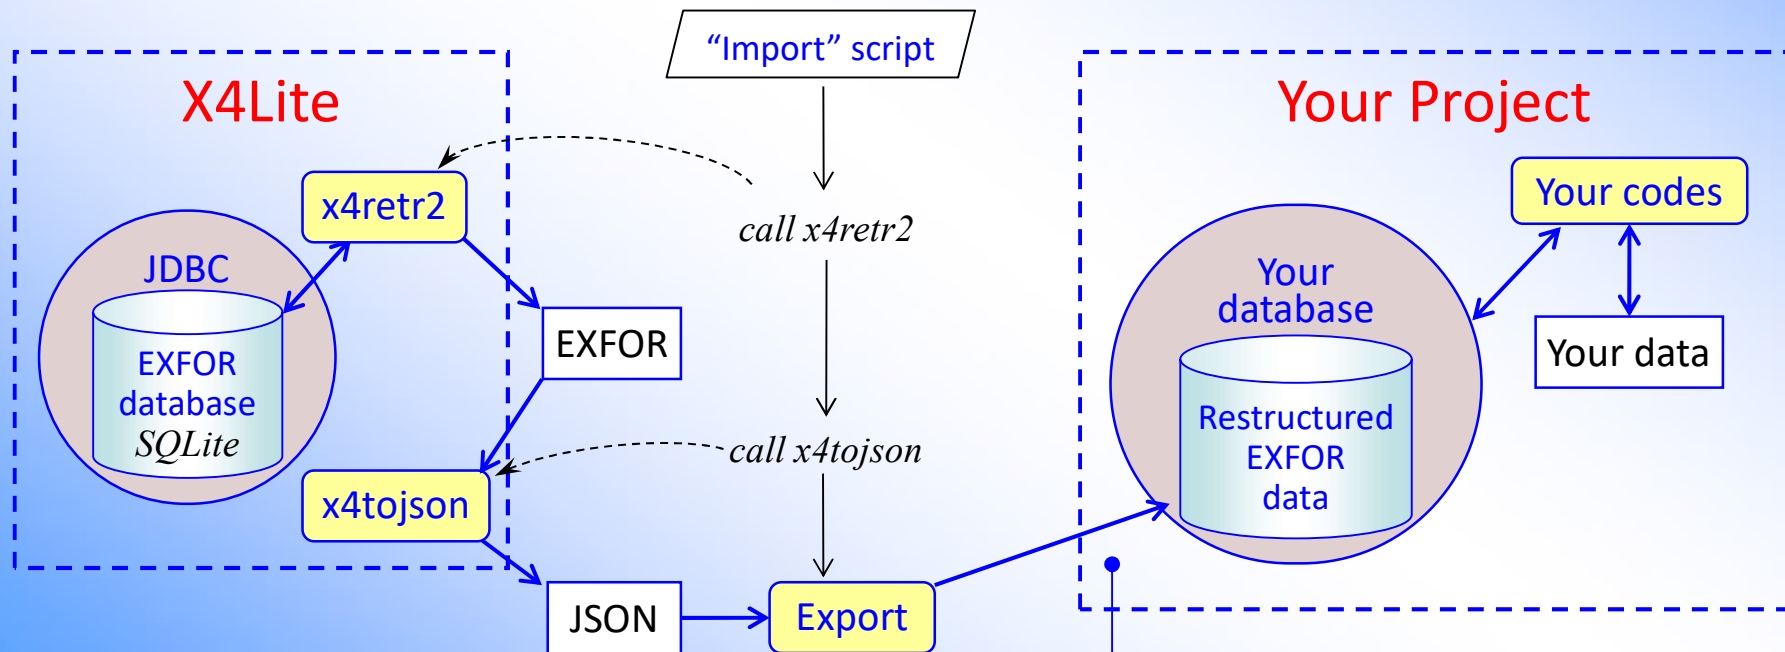 “Import” script
X4Lite
Your Project
x4retr2
call x4retr2
Your codes
JDBC
EXFOR
database
SQLite
EXFOR
Your
database
Your data
Restructured
EXFOR
data
call x4tojson
x4tojson
JSON
Export